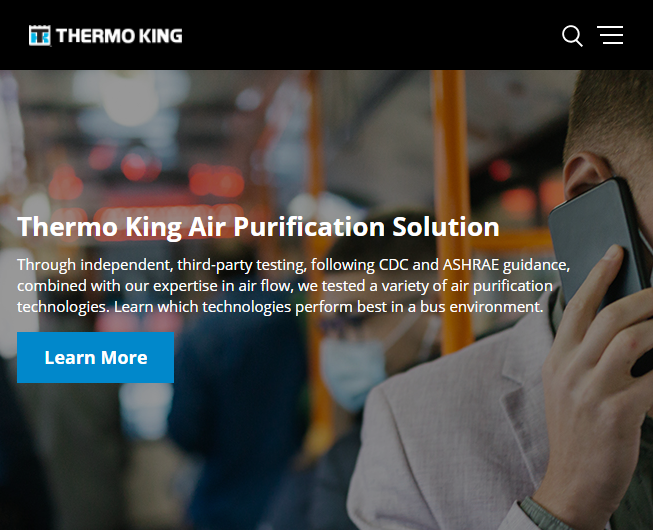 THERMO KING
Thermo King Air Purification Solution
Through independent, third-party testing, following CDC and ASHRAE guidance,
combined with our expertise in air flow, we tested a variety of air purification
technologies. Learn which technologies perform best in a bus environment.
Learn More